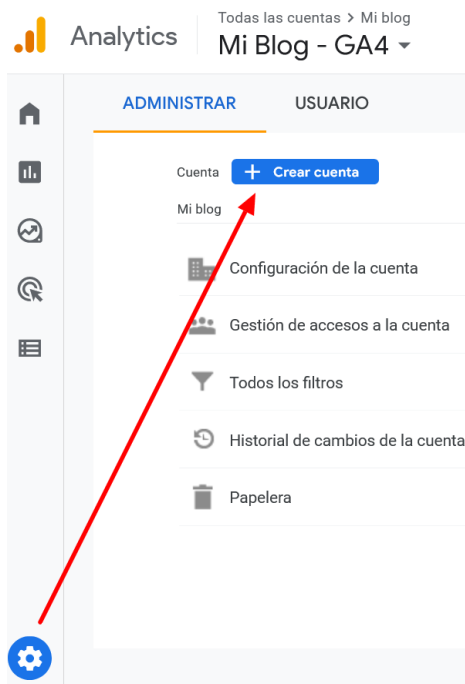 Analytics
Todas las cuentas > Mi blog
Mi Blog - GA4
ADMINISTRAR USUARIO
Cuenta + Crear cuenta
Mi blog
Configuración de la cuenta
Gestión de accesos a la cuenta
Todos los filtros
Historial de cambios de la cuenta
Papelera